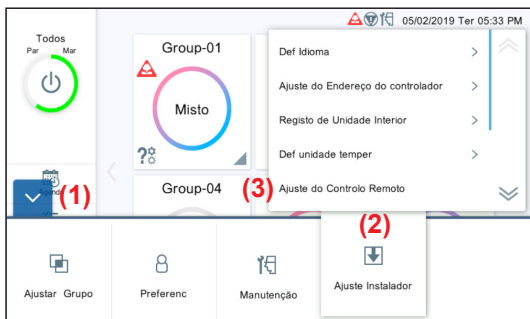 05/02/2019 Ter 05:33 PM
Todos
Par Mar
Group-01
Misto
Def Idioma
Ajuste do Endereço do controlador
Registo de Unidade Interior
Def unidade temper
Ajuste do Controlo Remoto
(1)
Group-04
(3)
(2)
Ajustar Grupo
Preferenc
Manutenção
Ajuste Instalador